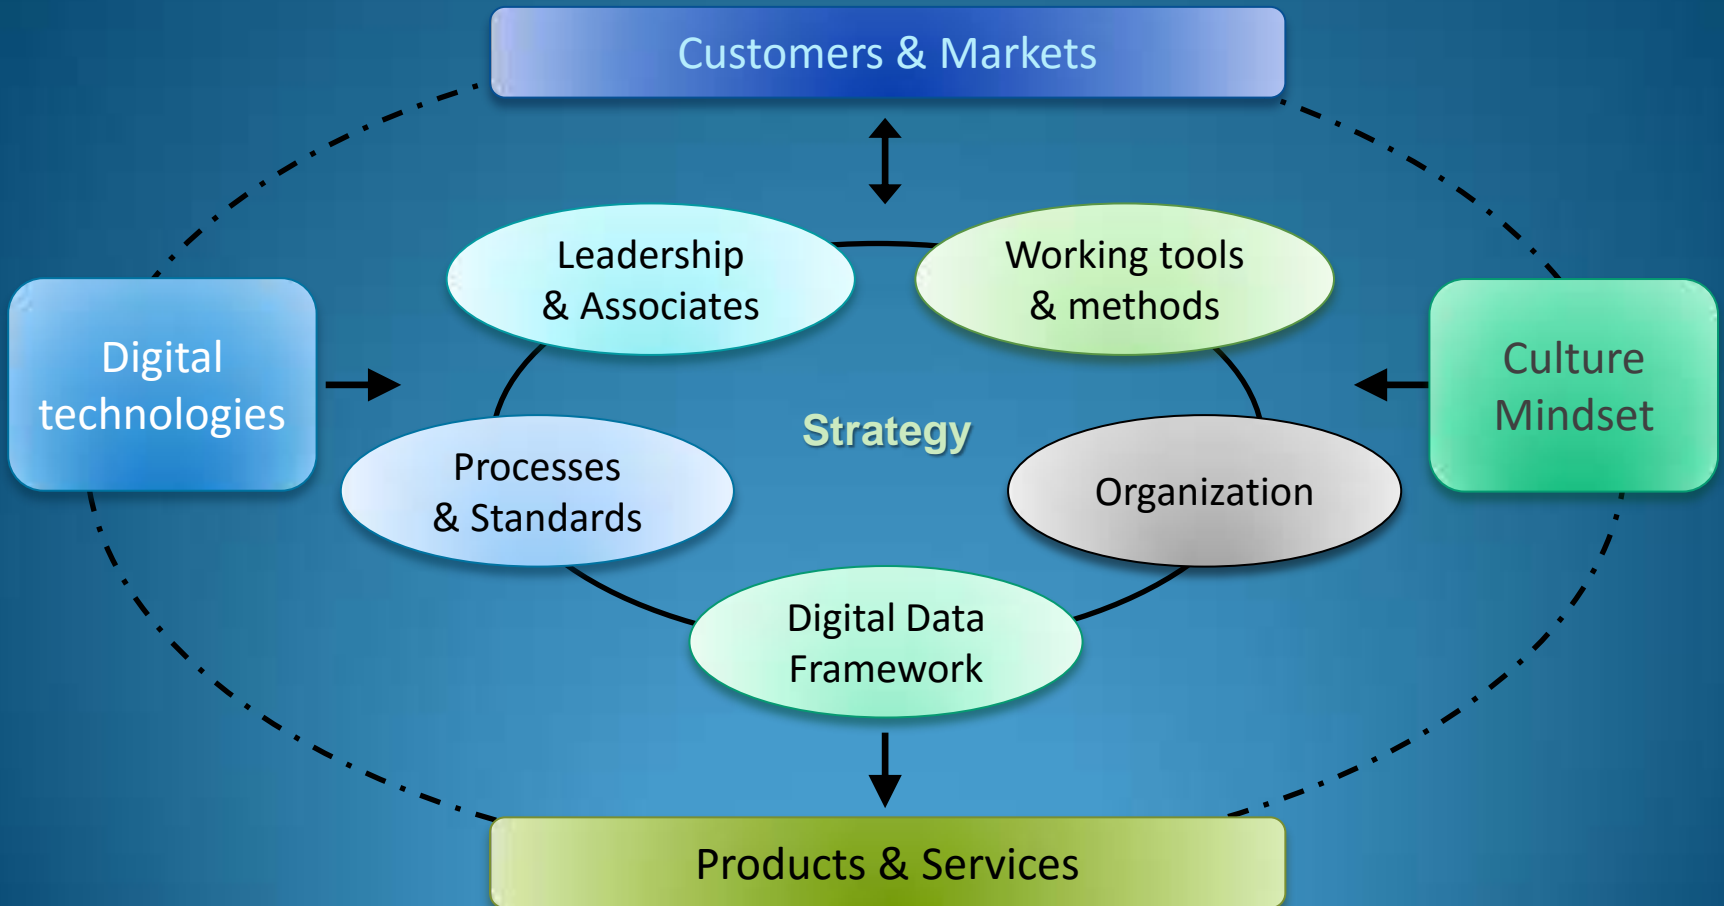 Customers & Markets
Leadership
& Associates
Working tools
& methods
Digital
technologies
Culture
Mindset
Strategy
Processes
& Standards
Organization
Digital Data
Framework
Products & Services